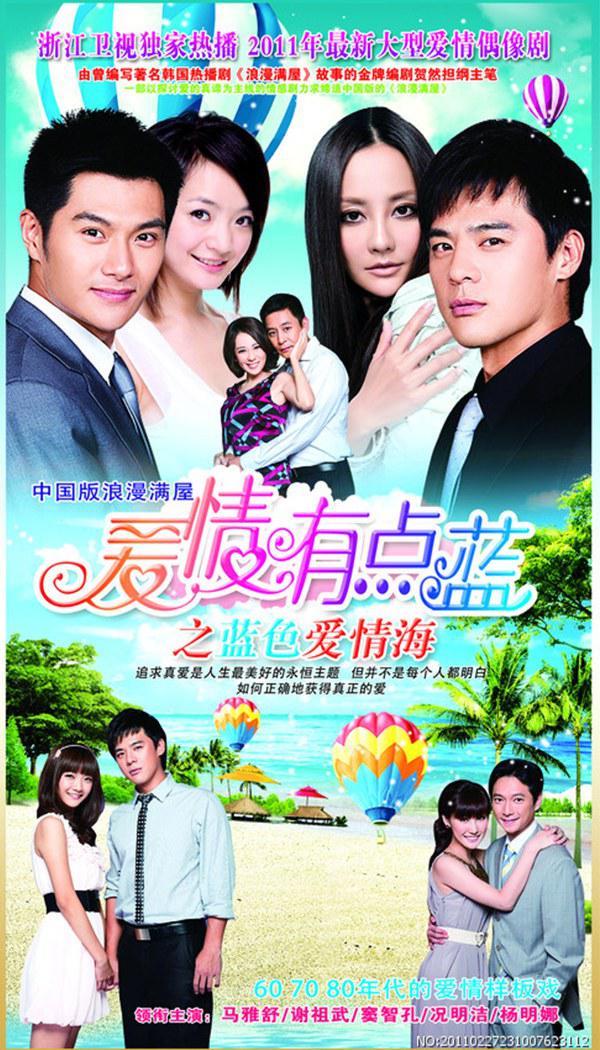 浙江卫视独家热播 2011年最新大型爱情偶像剧
由曾编写著名韩国热播剧《浪漫满屋》故事的金牌编剧贺然担纲主笔
一部以探讨爱的真谛为主线的情感剧力求缔造中国版的《浪漫满屋》
中国版浪漫满屋
爱情有点蓝
之蓝色爱情海
追求真爱是人生最美好的永恒主题 但并不是每个人都明白
如何正确地获得真正的爱
60 70 80年代的爱情样板戏
领衔主演：马雅舒/谢祖武/窦智孔/况明洁/杨明娜
NO:20110227231007623112